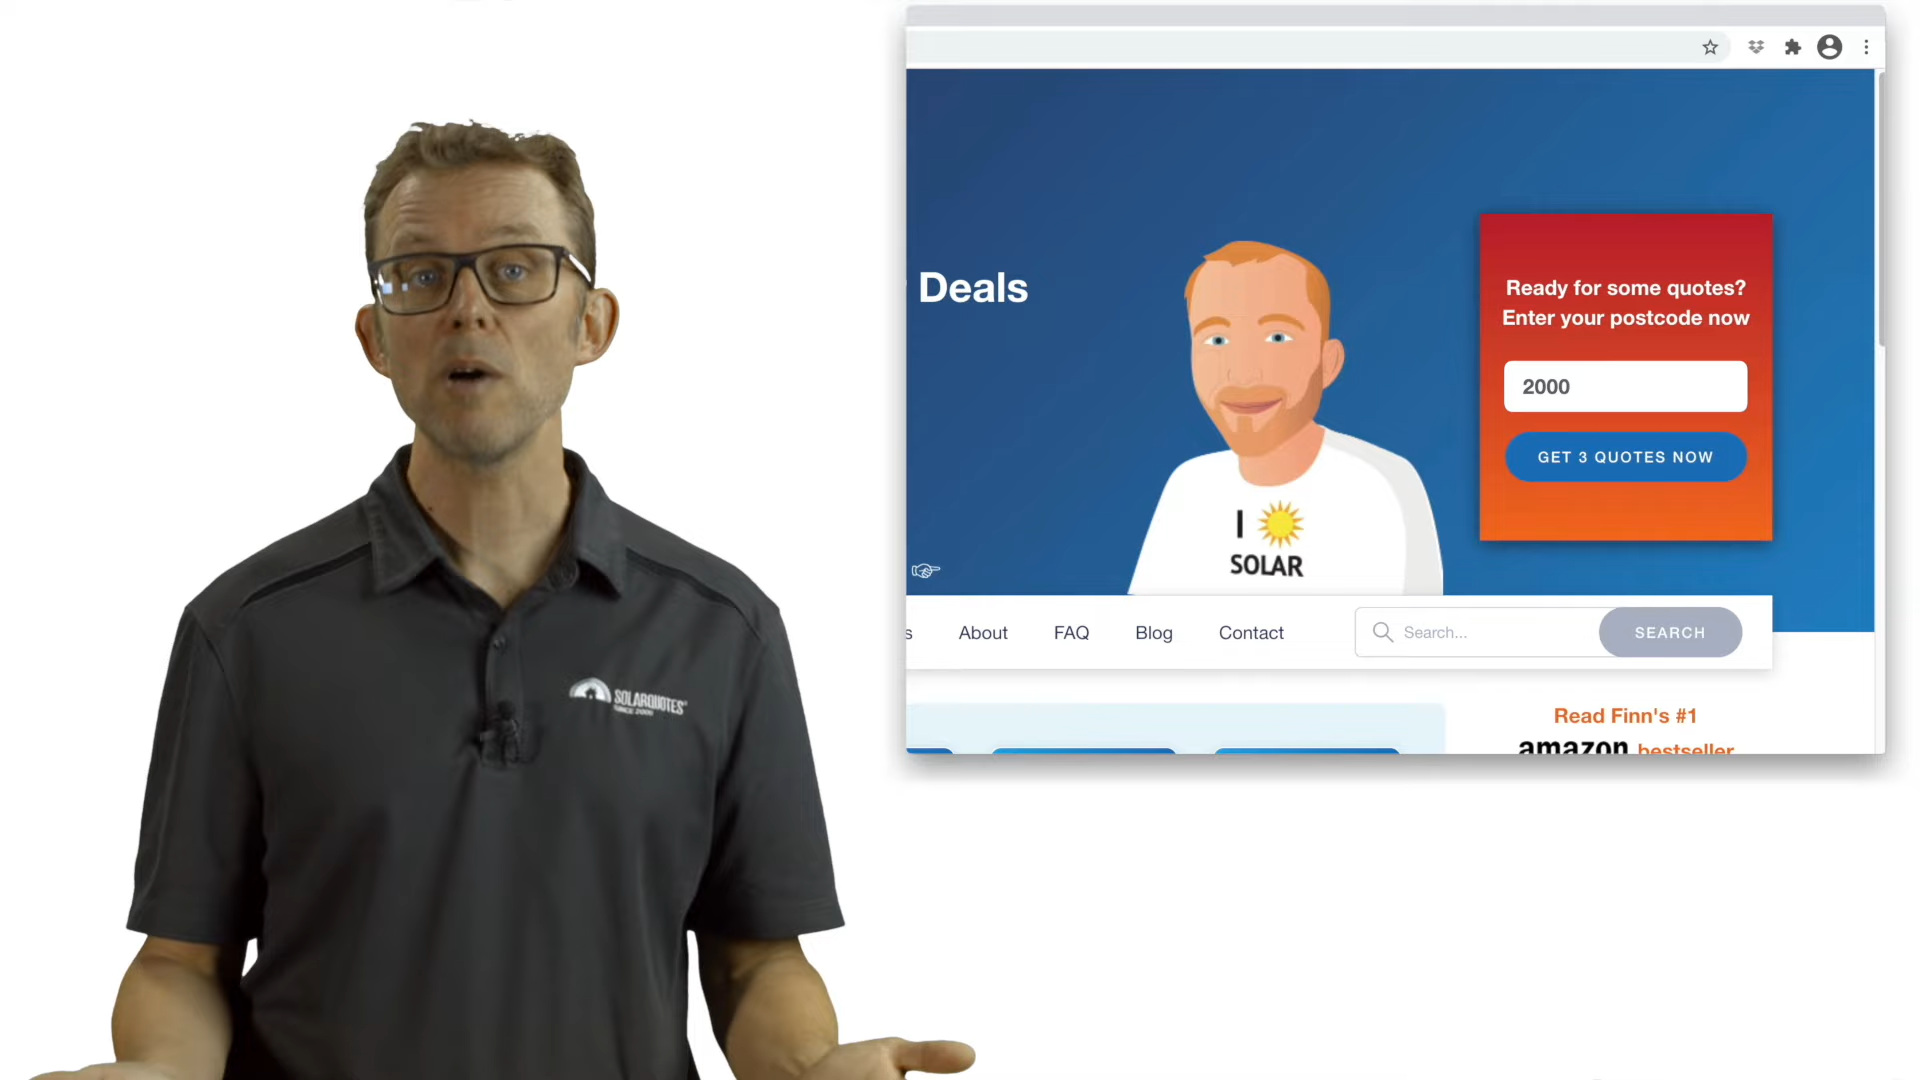 Deals
Ready for some quotes?
Enter your postcode now
2000
GET 3 QUOTES NOW
I
SOLAR
s
About
FAQ
Blog
Contact
Search...
SEARCH
Read Finn's #1
amazon bestseller
SOLARQUOTES